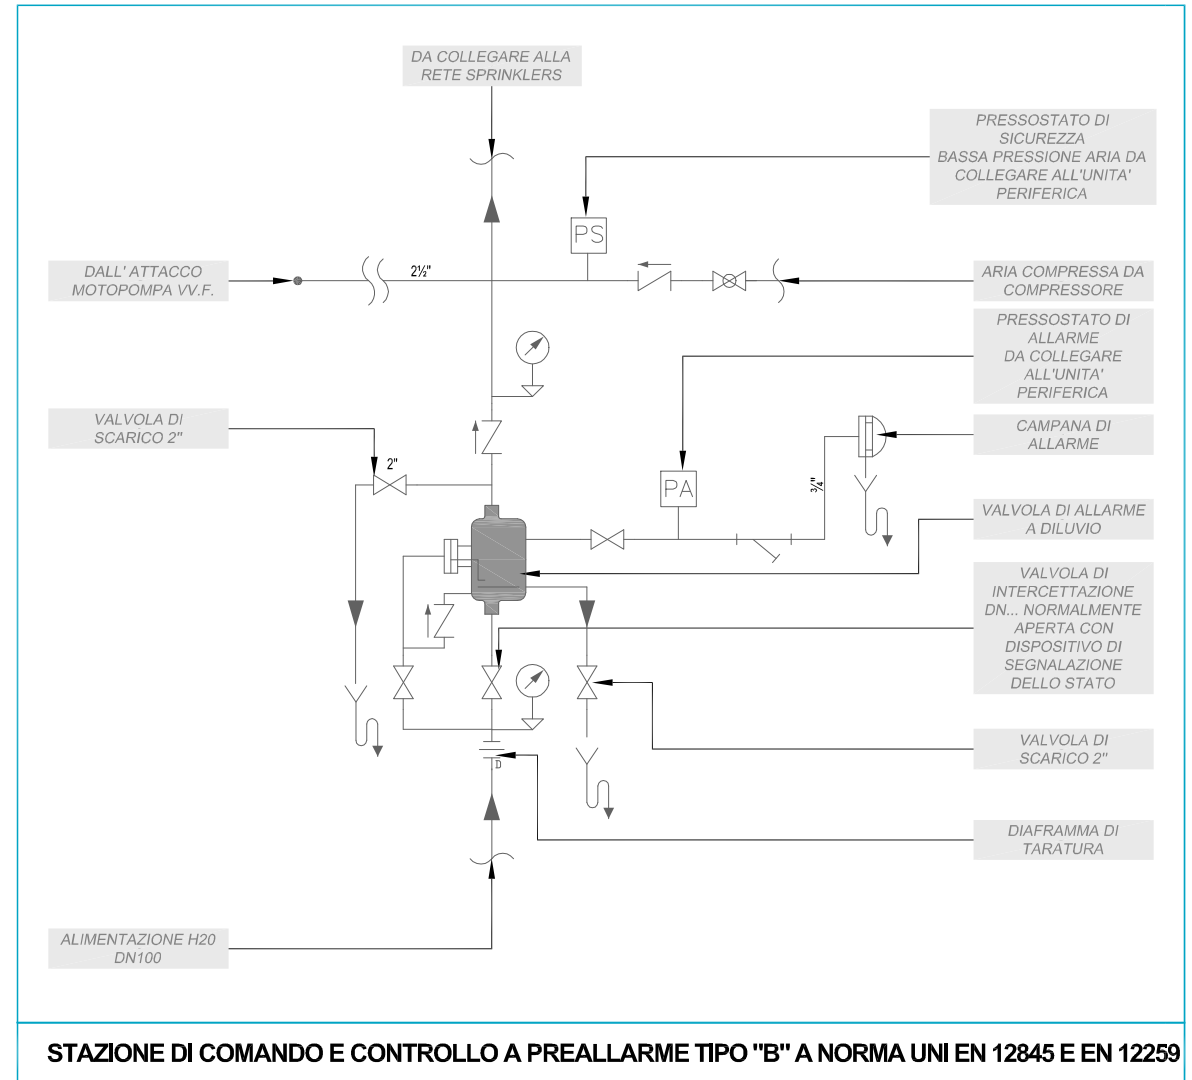 DA COLLEGARE ALLA
RETE SPRINKLERS
PRESSOSTATO DI
SICUREZZA
BASSA PRESSIONE ARIA DA
COLLEGARE ALL'UNITA'
PERIFERICA
PS
DALL' ATTACCO
MOTOPOMPA VV.F.
2½"
ARIA COMPRESSA DA
COMPRESSORE
PRESSOSTATO DI
ALLARME
DA COLLEGARE
ALL'UNITA'
PERIFERICA
VALVOLA DI
SCARICO 2"
2"
CAMPANA DI
ALLARME
PA
¾"
VALVOLA DI ALLARME
A DILUVIO
VALVOLA DI
INTERCETTAZIONE
DN... NORMALMENTE
APERTA CON
DISPOSITIVO DI
SEGNALAZIONE
DELLO STATO
VALVOLA DI
SCARICO 2"
D
DIAFRAMMA DI
TARATURA
ALIMENTAZIONE H20
DN100
STAZIONE DI COMANDO E CONTROLLO A PREALLARME TIPO "B" A NORMA UNI EN 12845 E EN 12259